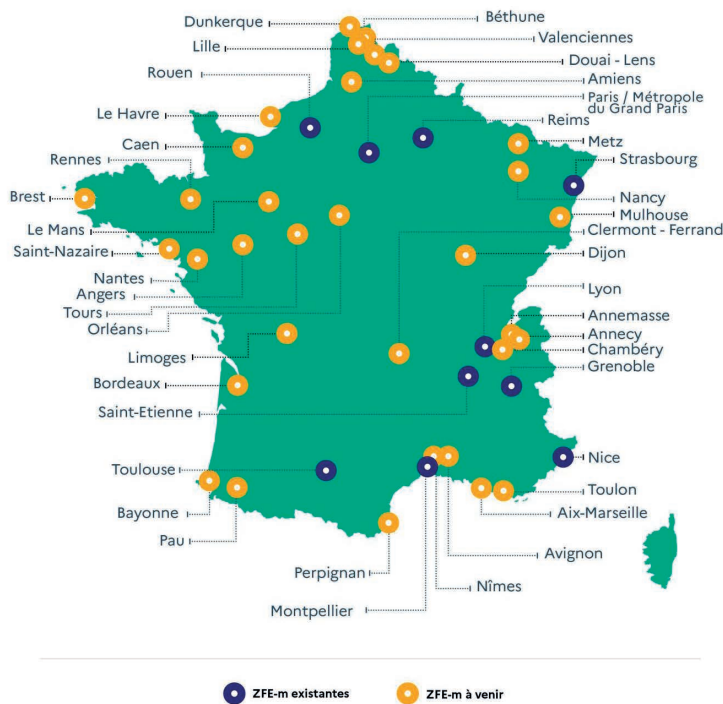 Dunkerque
Béthune
Valenciennes
Lille
Douai - Lens
Rouen
Amiens
Paris / Métropole
du Grand Paris
Le Havre
Reims
Caen
Metz
Rennes
Strasbourg
Brest
Nancy
Le Mans
Mulhouse
Saint-Nazaire
Clermont - Ferrand
Dijon
Nantes
Angers
Lyon
Tours
Annemasse
Orléans
Annecy
Limoges
Chambéry
Grenoble
Bordeaux
Saint-Etienne
Toulouse
Nice
Toulon
Bayonne
Aix-Marseille
Pau
Avignon
Perpignan
Nîmes
Montpellier
ZFE-m existantes
ZFE-m à venir